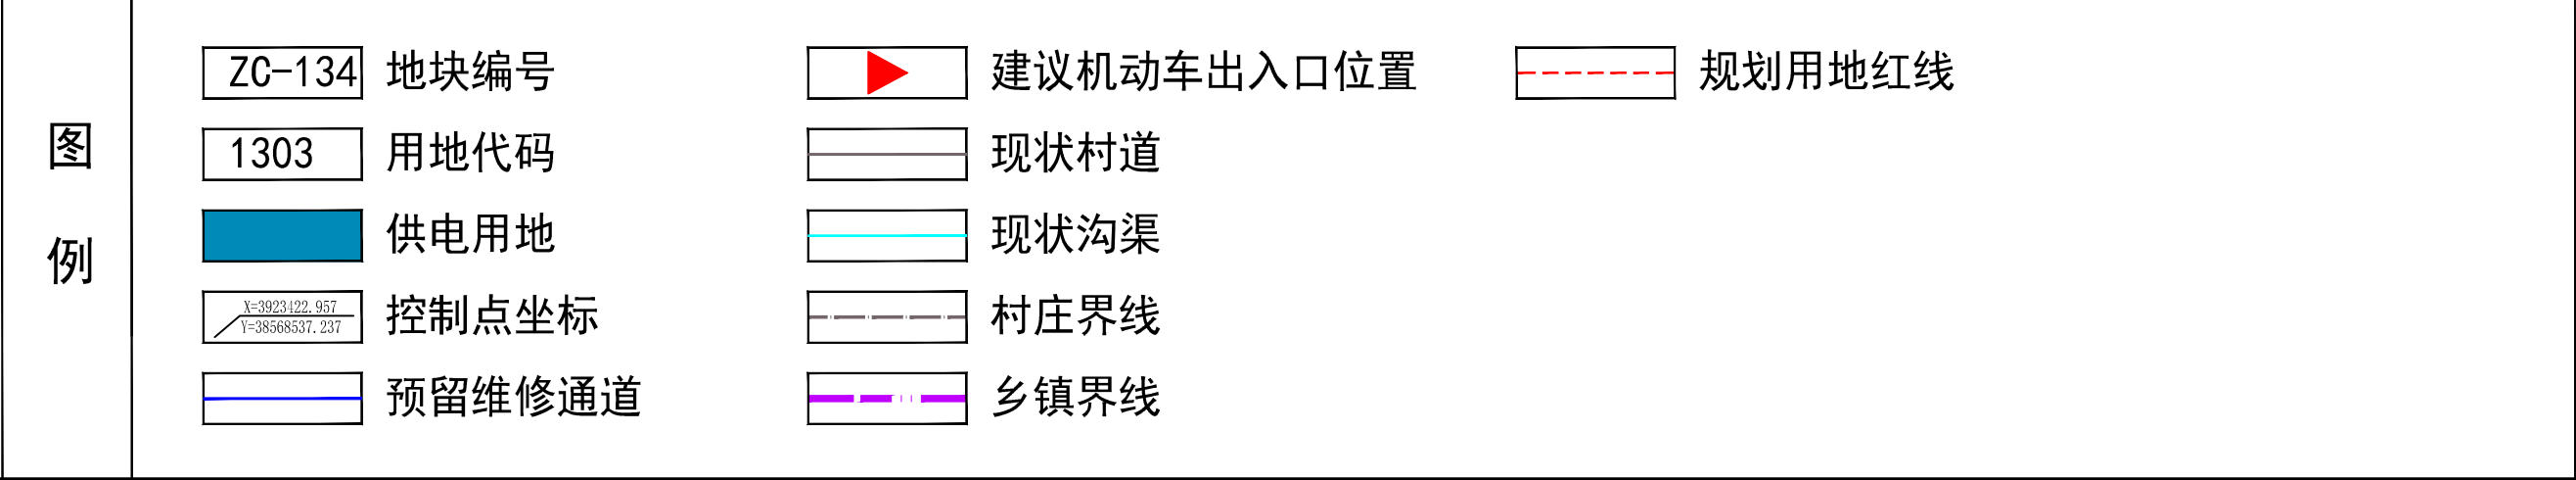 图例
ZC-134 地块编号
1303 用地代码
供电用地
X=3923422.957
Y=38568537.237
控制点坐标
预留维修通道
建议机动车出入口位置
现状村道
现状沟渠
村庄界线
乡镇界线
规划用地红线